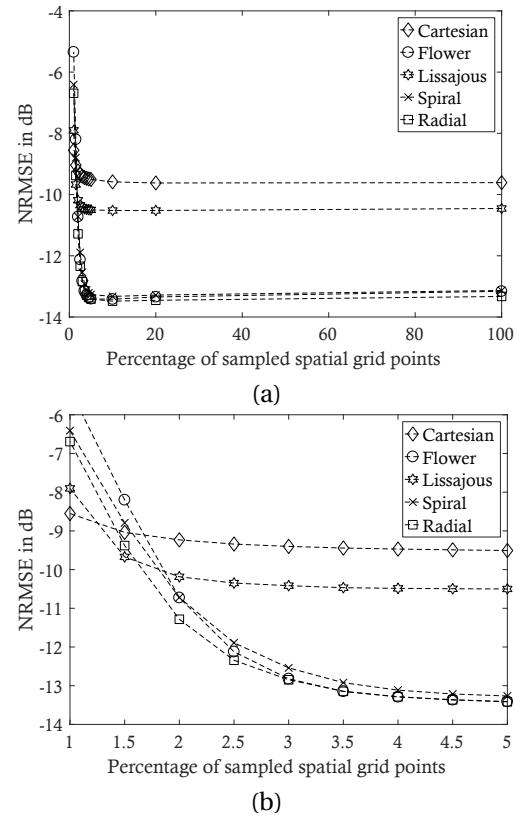 -4
-6
-8
-10
-12
-14
NRMSE in dB
Cartesian
Flower
Lissajous
Spiral
Radial
0 20 40 60 80 100
Percentage of sampled spatial grid points
(a)
-6
-7
-8
-9
-10
-11
-12
-13
-14
NRMSE in dB
Cartesian
Flower
Lissajous
Spiral
Radial
1 1.5 2 2.5 3 3.5 4 4.5 5
Percentage of sampled spatial grid points
(b)